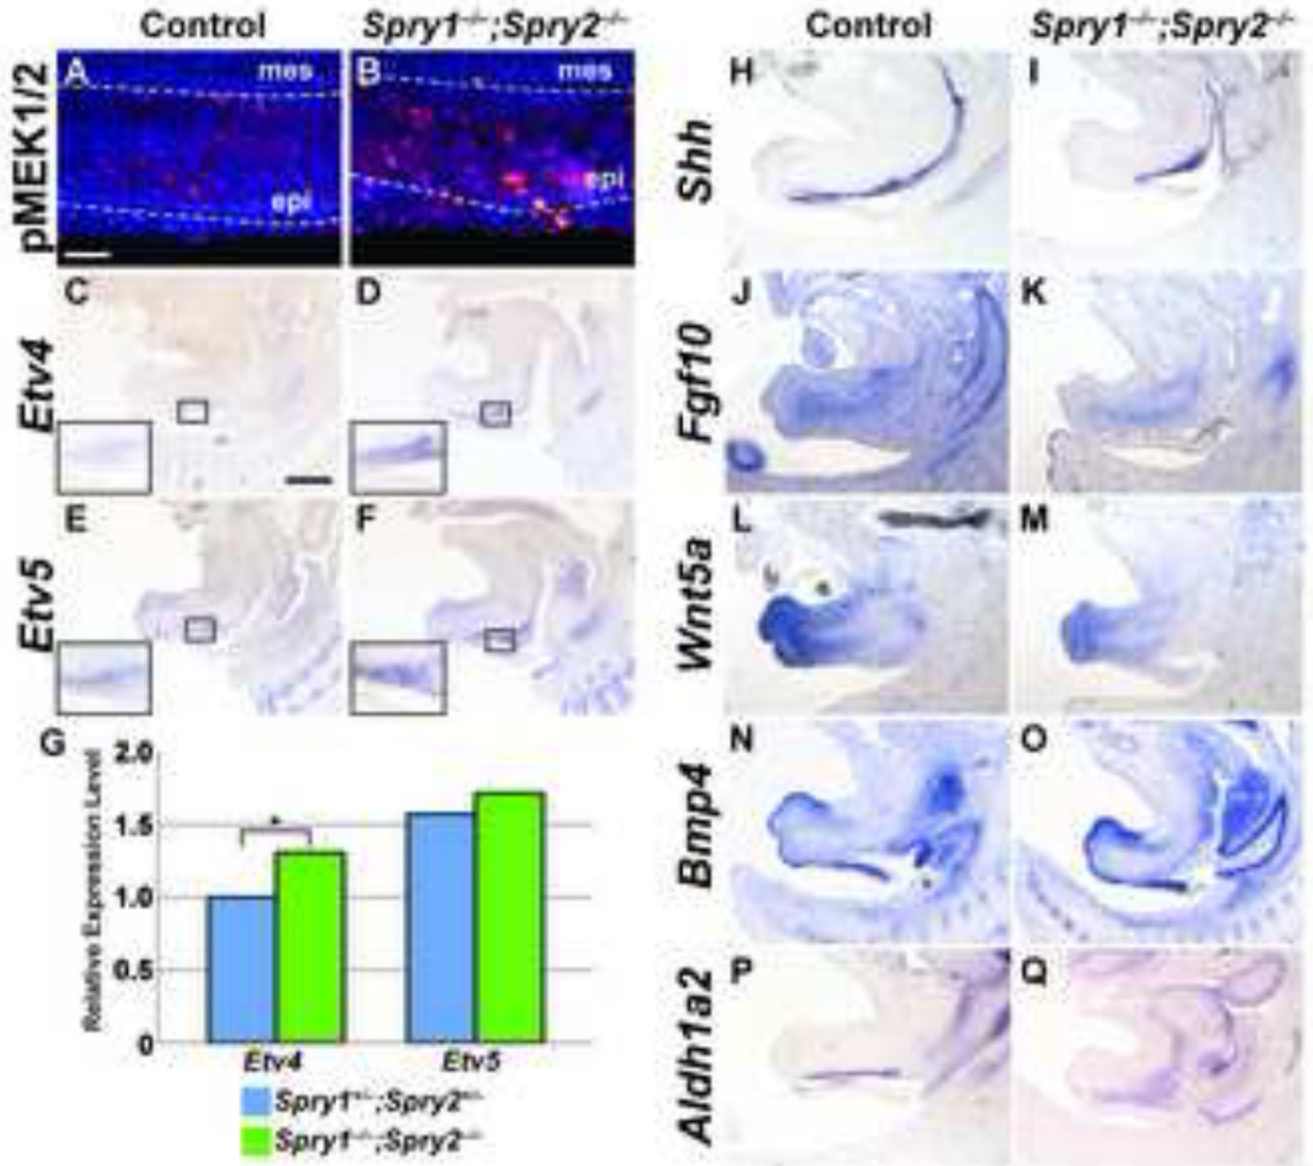 Control Spry1⁻/⁻;Spry2⁻/⁻ Control Spry1⁻/⁻;Spry2⁻/⁻
pMEK1/2
A mes
epi
B mes
epi
Etv4
C
D
Etv5
E
F
G
Relative Expression Level
2.0
1.5
1.0
0.5
0
*
Etv4 Etv5
Spry1⁺/⁻;Spry2⁺/⁻
Spry1⁻/⁻;Spry2⁻/⁻
Shh
H
I
Fgf10
J
K
Wnt5a
L
M
Bmp4
N
O
Aldh1a2
P
Q